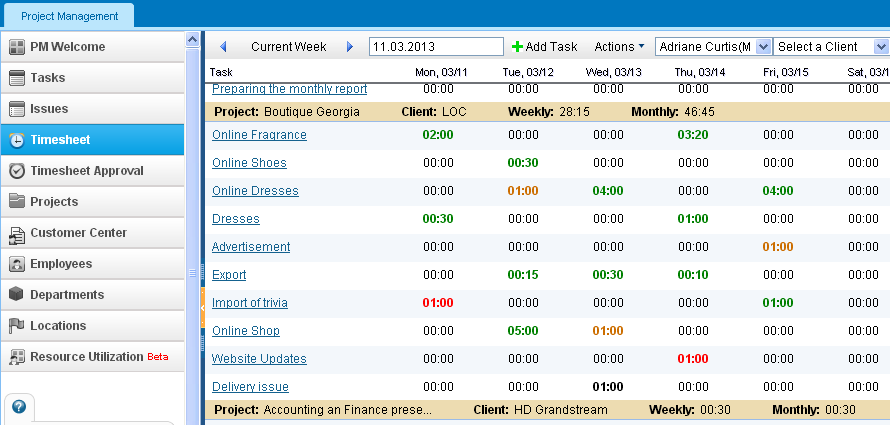 Project Management
PM Welcome
Tasks
Issues
Timesheet
Timesheet Approval
Projects
Customer Center
Employees
Departments
Locations
Resource Utilization Beta
?
Current Week 11.03.2013 Add Task Actions Adriane Curtis(M Select a Client
Task Mon, 03/11 Tue, 03/12 Wed, 03/13 Thu, 03/14 Fri, 03/15 Sat, 03/1
Preparing the monthly report 00:00 00:00 00:00 00:00 00:00 00:00
Project: Boutique Georgia Client: LOC Weekly: 28:15 Monthly: 46:45
Online Fragrance 02:00 00:00 00:00 03:20 00:00 00:00
Online Shoes 00:00 00:30 00:00 00:00 00:00 00:00
Online Dresses 00:00 01:00 04:00 00:00 04:00 00:00
Dresses 00:30 00:00 00:00 01:00 00:00 00:00
Advertisement 00:00 00:00 00:00 00:00 01:00 00:00
Export 00:00 00:15 00:30 00:10 00:00 00:00
Import of trivia 01:00 00:00 00:00 00:00 01:00 00:00
Online Shop 00:00 05:00 01:00 00:00 00:00 00:00
Website Updates 00:00 00:00 00:00 01:00 00:00 00:00
Delivery issue 00:00 00:00 01:00 00:00 00:00 00:00
Project: Accounting an Finance prese... Client: HD Grandstream Weekly: 00:30 Monthly: 00:30